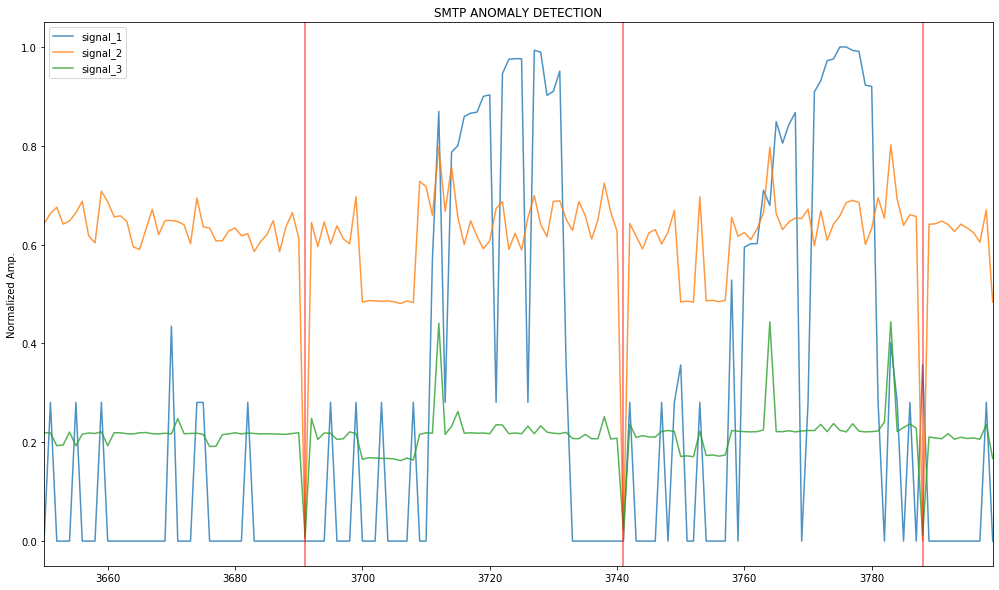 SMTP ANOMALY DETECTION
signal_1
signal_2
signal_3
Normalized Amp.
1.0
0.8
0.6
0.4
0.2
0.0
3660 3680 3700 3720 3740 3760 3780